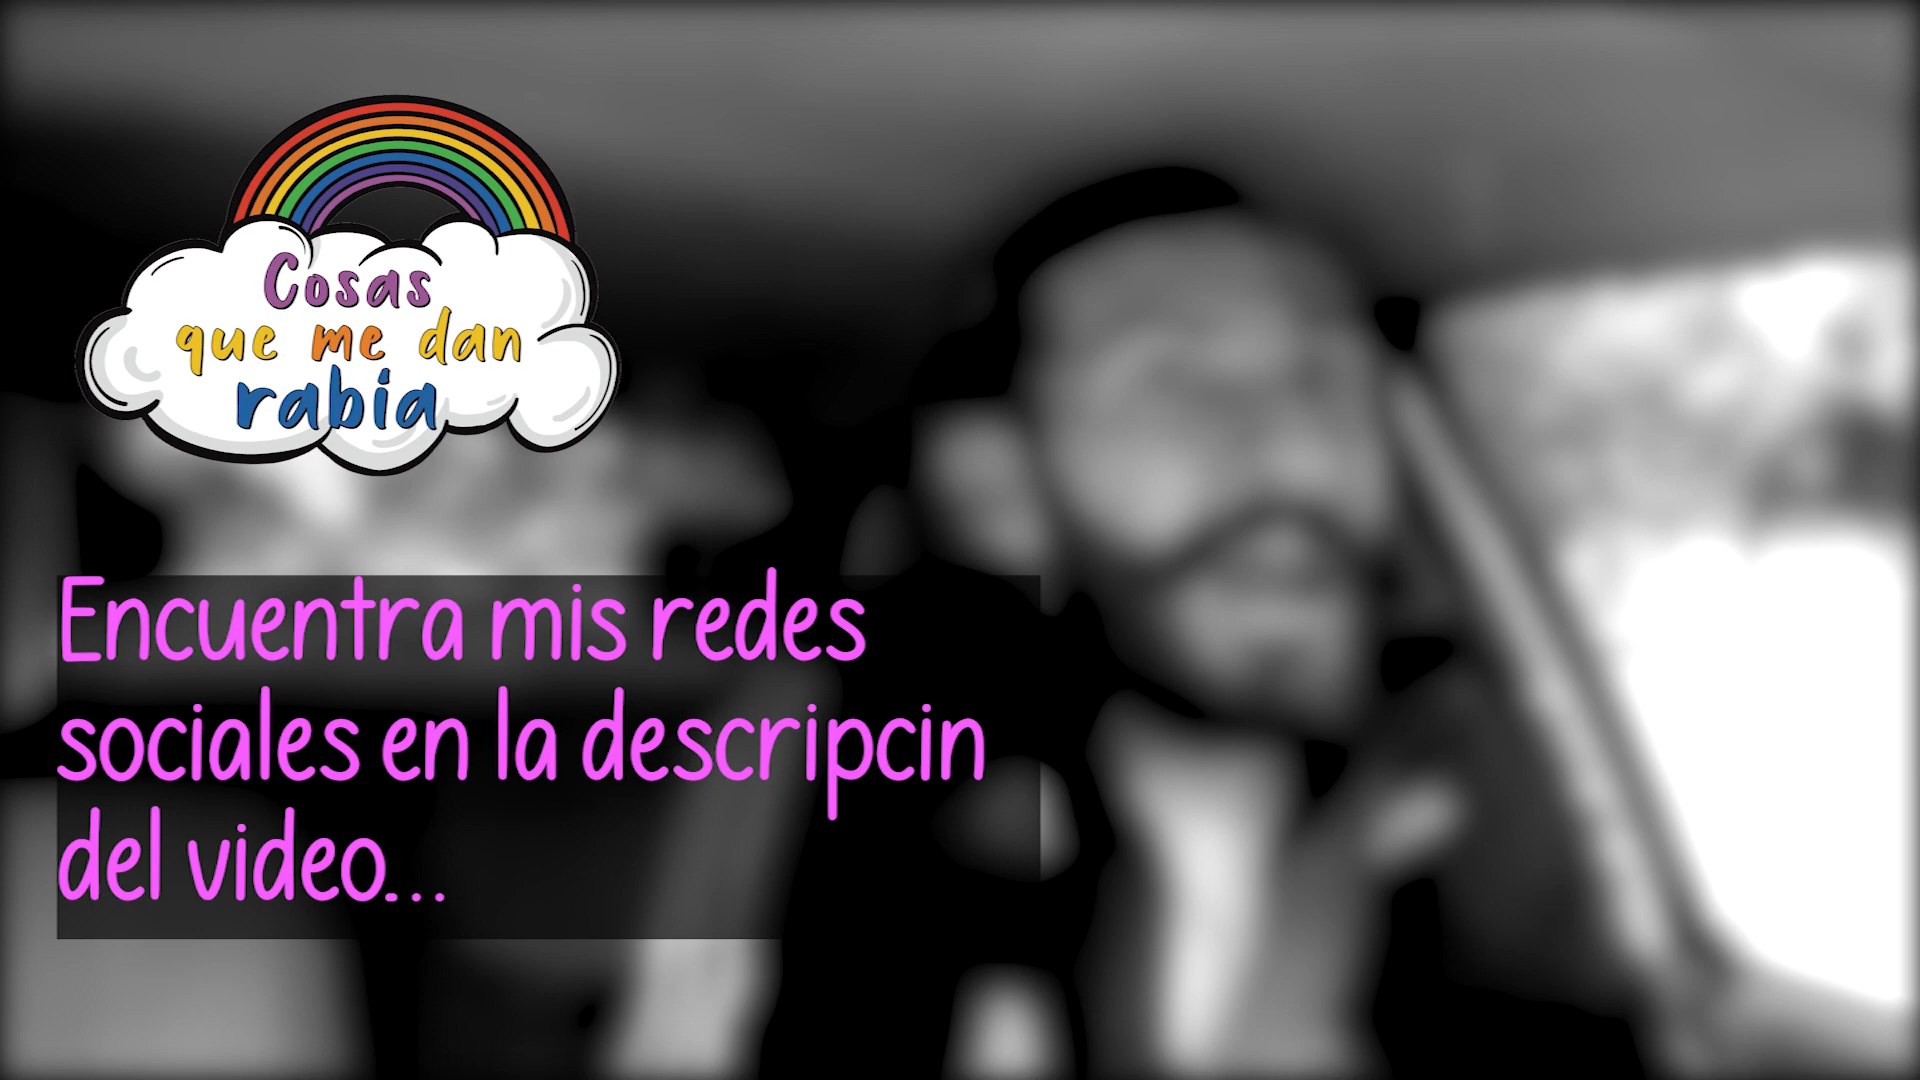 Cosas
que me dan
rabia
Encuentra mis redes
sociales en la descripcin
del video...